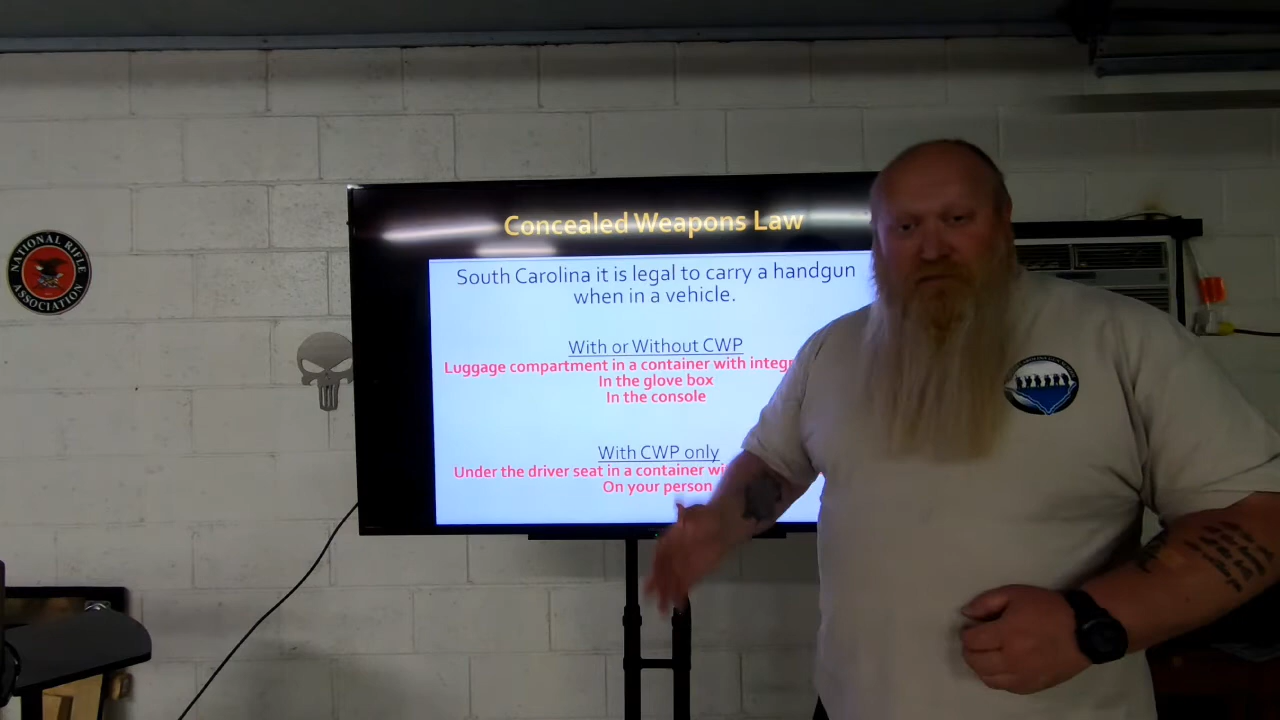 NATIONAL RIFLE
ASSOCIATION
Concealed Weapons Law
South Carolina it is legal to carry a handgun
when in a vehicle.
With or Without CWP
Luggage compartment in a container with
In the glove box
In the console
With CWP only
Under the driver seat in a container
On your person